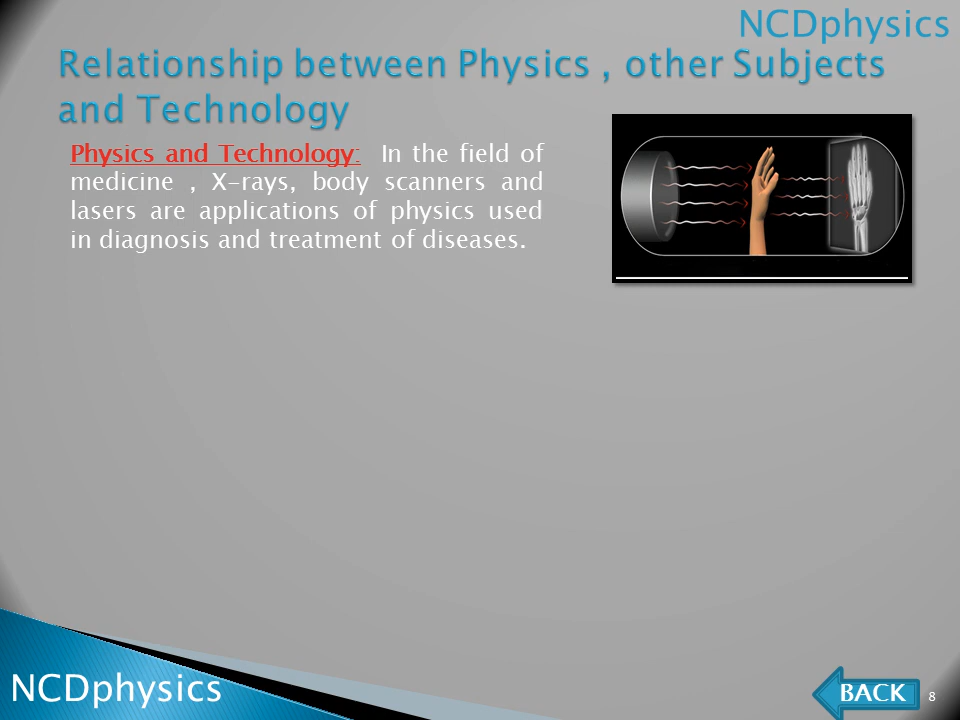 NCDphysics
Relationship between Physics , other Subjects
and Technology
Physics and Technology: In the field of
medicine , X-rays, body scanners and
lasers are applications of physics used
in diagnosis and treatment of diseases.
NCDphysics
BACK
8